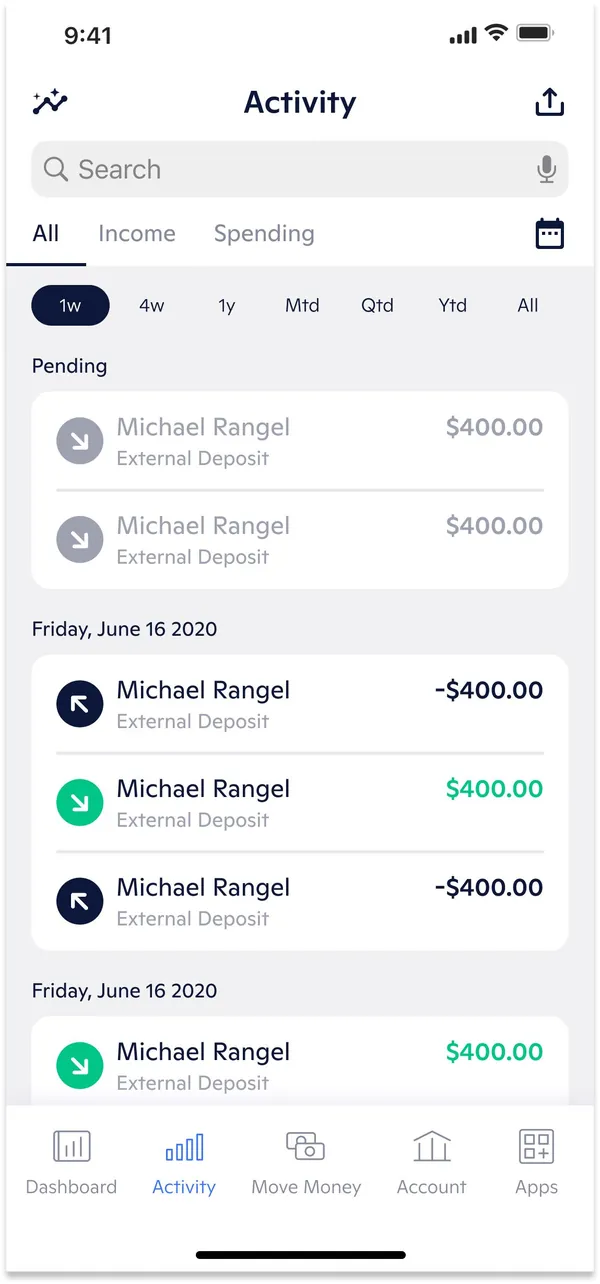 9:41
Activity
Search
All Income Spending
1w 4w 1y Mtd Qtd Ytd All
Pending
Michael Rangel $400.00
External Deposit
Michael Rangel $400.00
External Deposit
Friday, June 16 2020
Michael Rangel -$400.00
External Deposit
Michael Rangel $400.00
External Deposit
Michael Rangel -$400.00
External Deposit
Friday, June 16 2020
Michael Rangel $400.00
External Deposit
Dashboard Activity Move Money Account Apps